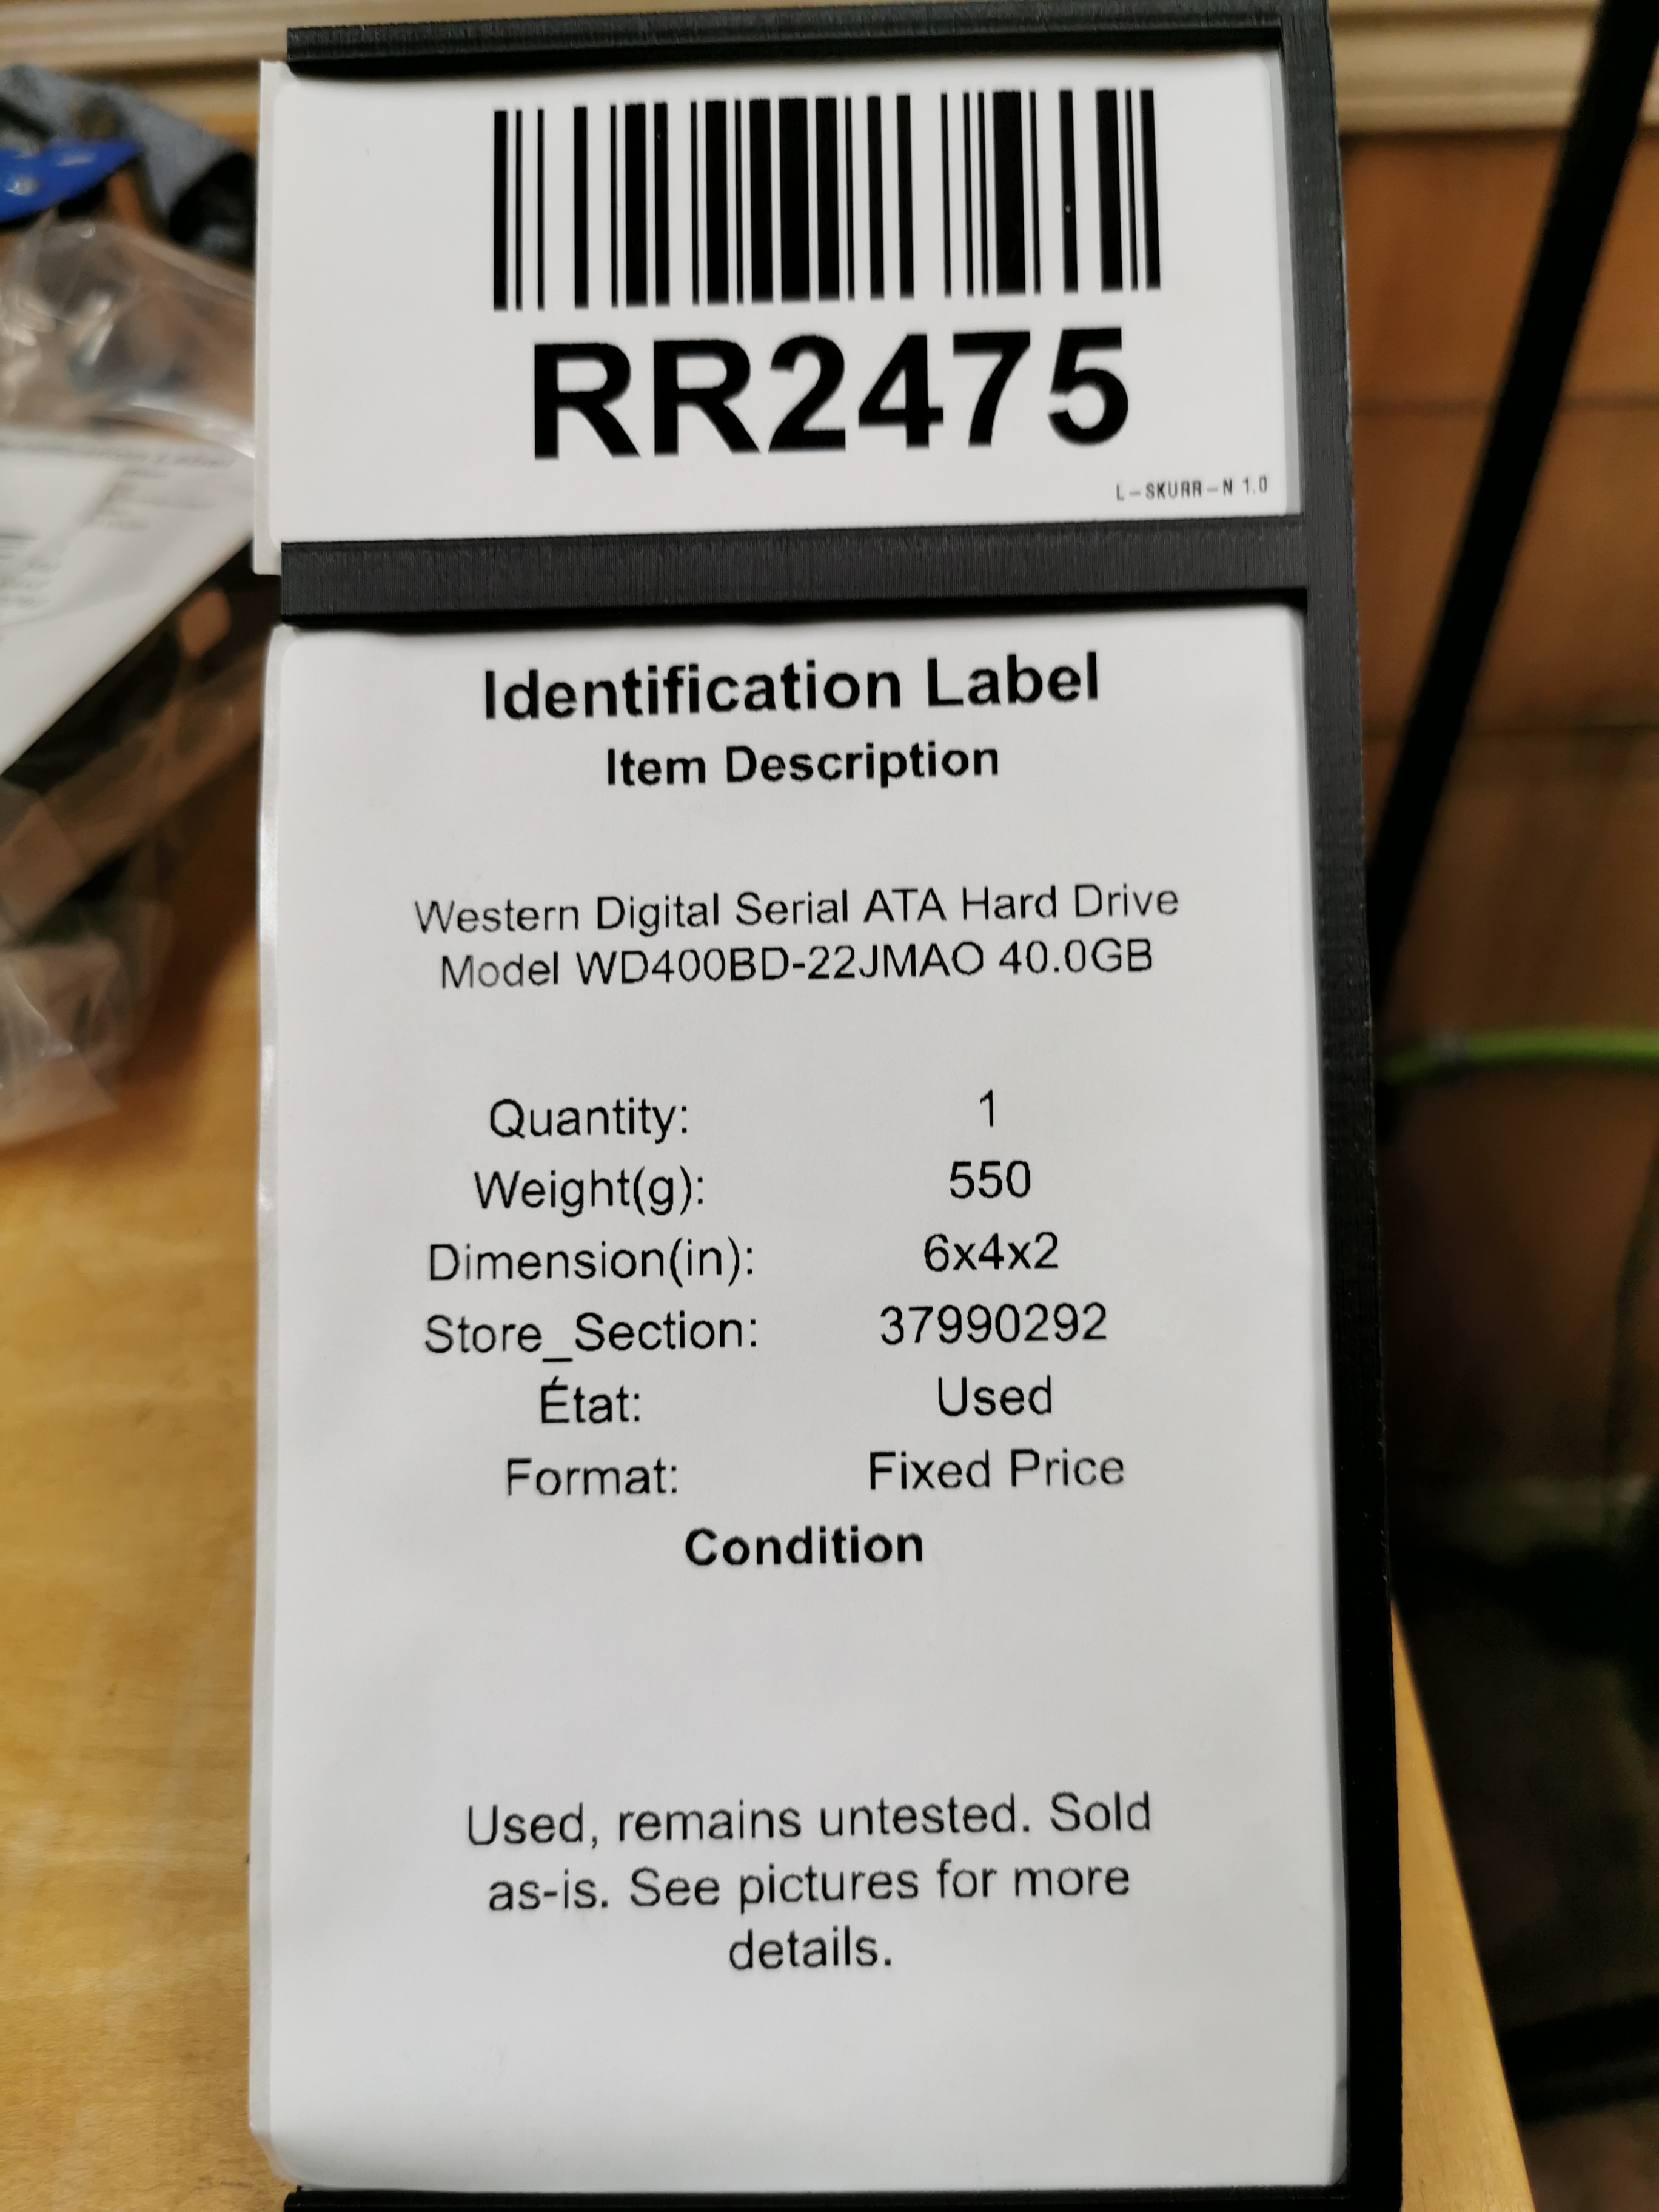 RR2475
L-SKURR-N 1.0
Identification Label
Item Description
Western Digital Serial ATA Hard Drive
Model WD400BD-22JMAO 40.0GB
Quantity: 1
Weight(g): 550
Dimension(in): 6x4x2
Store_Section: 37990292
État: Used
Format: Fixed Price
Condition
Used, remains untested. Sold
as-is. See pictures for more
details.